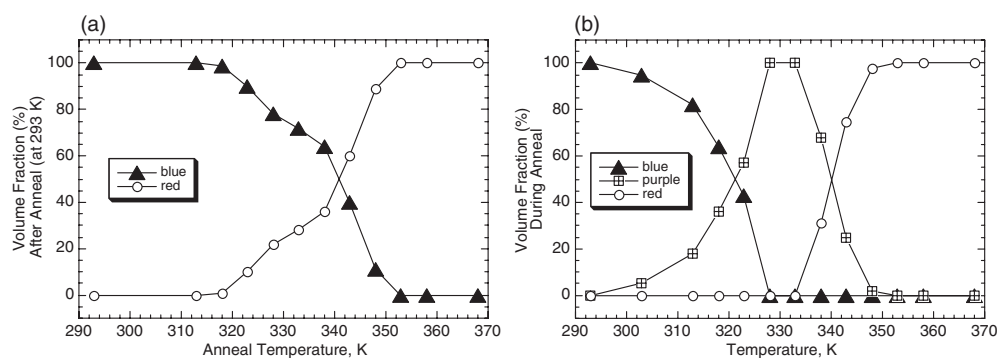 (a)
Volume Fraction (%)
After Anneal (at 293 K)
100
80
60
40
20
0
blue
red
290 300 310 320 330 340 350 360 370
Anneal Temperature, K
(b)
Volume Fraction (%)
During Anneal
100
80
60
40
20
0
blue
purple
red
290 300 310 320 330 340 350 360 370
Temperature, K